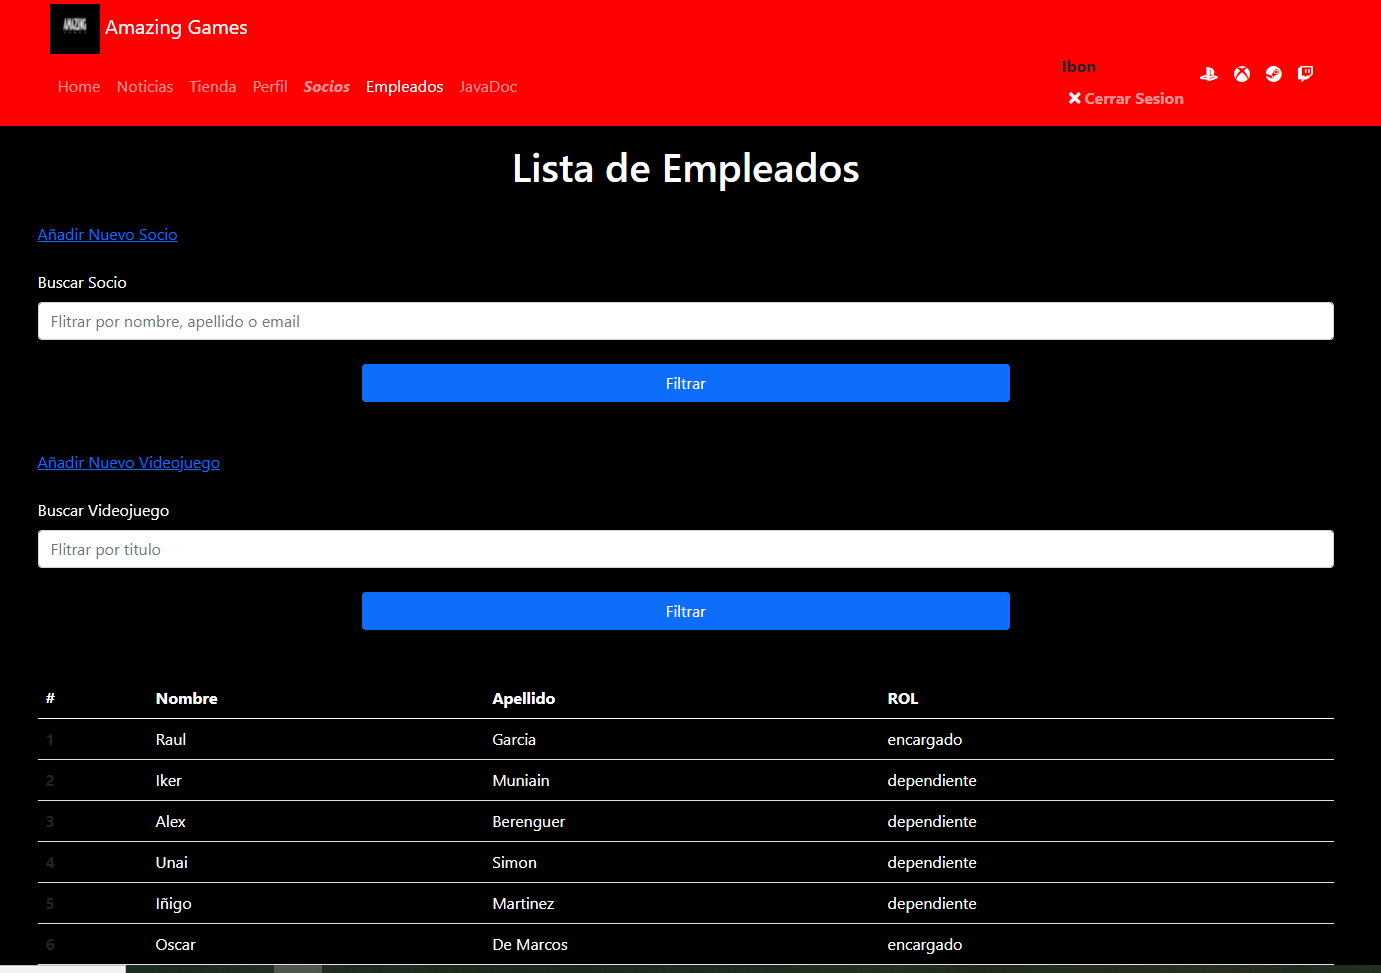 AMAZING
Amazing Games
Home Noticias Tienda Perfil Socios Empleados JavaDoc
Ibon
Cerrar Sesion
Lista de Empleados
Añadir Nuevo Socio
Buscar Socio
Flitrar por nombre, apellido o email
Filtrar
Añadir Nuevo Videojuego
Buscar Videojuego
Flitrar por titulo
Filtrar
# Nombre Apellido ROL
1 Raul Garcia encargado
2 Iker Muniain dependiente
3 Alex Berenguer dependiente
4 Unai Simon dependiente
5 Iñigo Martinez dependiente
6 Oscar De Marcos encargado